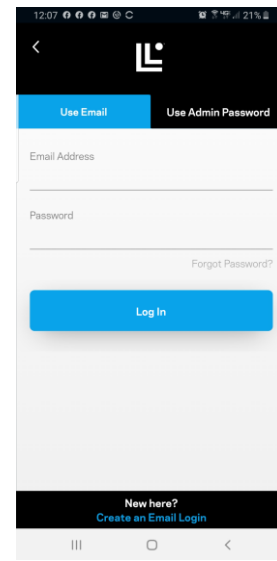 12:07 21%
Use Email Use Admin Password
Email Address
Password
Forgot Password?
Log In
New here?
Create an Email Login